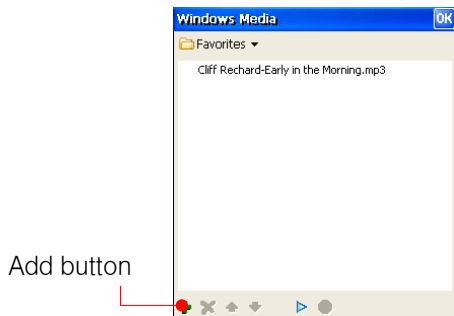 Windows Media OK
Favorites
Cliff Rechard-Early in the Morning.mp3
Add button